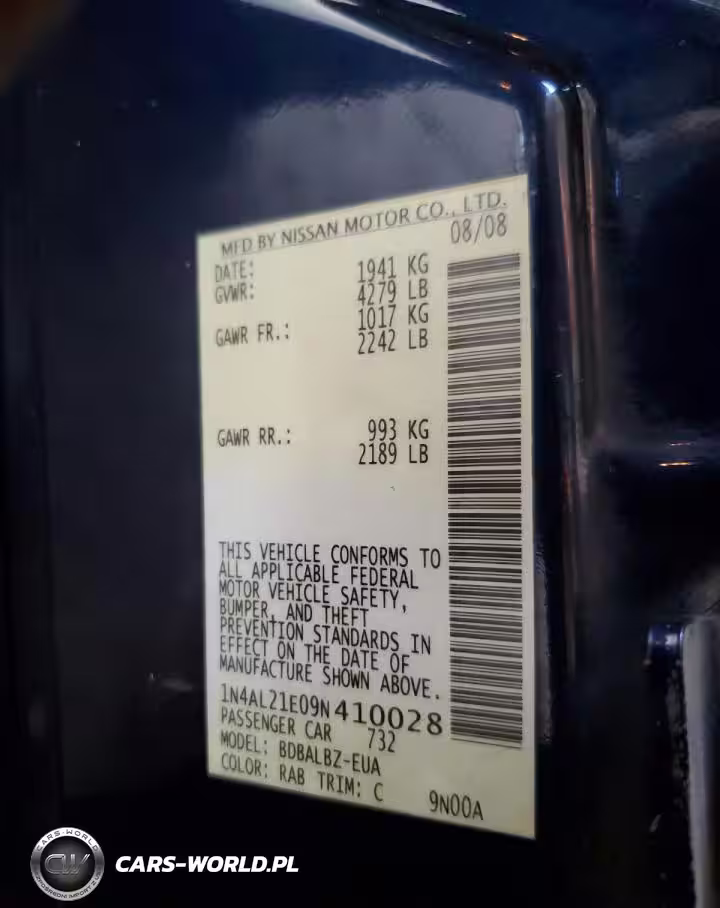 MFD BY NISSAN MOTOR CO., LTD.
DATE: 08/08
GVWR: 1941 KG
4279 LB
GAWR FR.: 1017 KG
2242 LB
GAWR RR.: 993 KG
2189 LB
THIS VEHICLE CONFORMS TO
ALL APPLICABLE FEDERAL
MOTOR VEHICLE SAFETY,
BUMPER, AND THEFT
PREVENTION STANDARDS IN
EFFECT ON THE DATE OF
MANUFACTURE SHOWN ABOVE.
1N4AL21E09N410028
PASSENGER CAR 732
MODEL: BDBALBZ-EUA
COLOR: RAB TRIM: C 9N00A
CARS-WORLD
CW
CARS-WORLD.PL